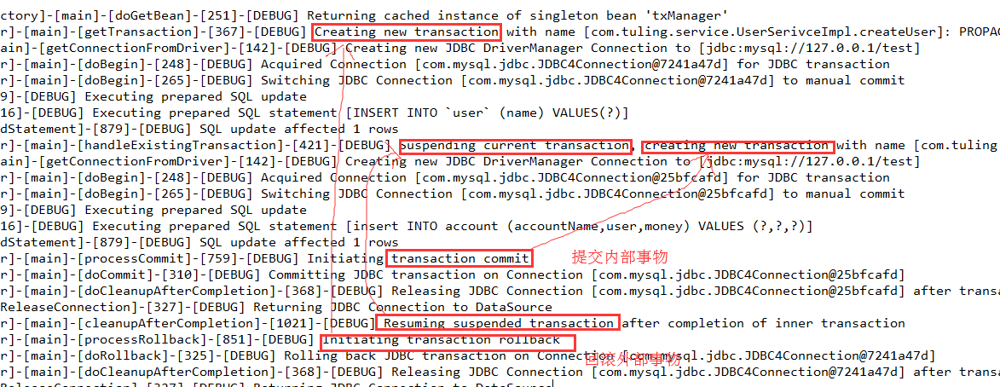 ctory]-[main]-[doGetBean]-[251]-[DEBUG] Returning cached instance of singleton bean 'txManager'
r]-[main]-[getTransaction]-[367]-[DEBUG] Creating new transaction with name [com.tuling.service.UserSerivceImpl.createUser]: PROPAG
ain]-[getConnectionFromDriver]-[142]-[DEBUG] Creating new JDBC DriverManager Connection to [jdbc:mysql://127.0.0.1/test]
r]-[main]-[doBegin]-[248]-[DEBUG] Acquired Connection [com.mysql.jdbc.JDBC4Connection@7241a47d] for JDBC transaction
r]-[main]-[doBegin]-[265]-[DEBUG] Switching JDBC Connection [com.mysql.jdbc.JDBC4Connection@7241a47d] to manual commit
9]-[DEBUG] Executing prepared SQL update
16]-[DEBUG] Executing prepared SQL statement [INSERT INTO `user` (name) VALUES(?)]
dStatement]-[879]-[DEBUG] SQL update affected 1 rows
r]-[main]-[handleExistingTransaction]-[421]-[DEBUG] Suspending current transaction, creating new transaction with name [com.tuling
ain]-[getConnectionFromDriver]-[142]-[DEBUG] Creating new JDBC DriverManager Connection to [jdbc:mysql://127.0.0.1/test]
r]-[main]-[doBegin]-[248]-[DEBUG] Acquired Connection [com.mysql.jdbc.JDBC4Connection@25bfcafd] for JDBC transaction
r]-[main]-[doBegin]-[265]-[DEBUG] Switching JDBC Connection [com.mysql.jdbc.JDBC4Connection@25bfcafd] to manual commit
9]-[DEBUG] Executing prepared SQL update
16]-[DEBUG] Executing prepared SQL statement [insert INTO account (accountName,user,money) VALUES (?,?,?)]
dStatement]-[879]-[DEBUG] SQL update affected 1 rows
r]-[main]-[processCommit]-[759]-[DEBUG] Initiating transaction commit 提交内部事物
r]-[main]-[doCommit]-[310]-[DEBUG] Committing JDBC transaction on Connection [com.mysql.jdbc.JDBC4Connection@25bfcafd]
r]-[main]-[doCleanupAfterCompletion]-[368]-[DEBUG] Releasing JDBC Connection [com.mysql.jdbc.JDBC4Connection@25bfcafd] after transa
ReleaseConnection]-[327]-[DEBUG] Returning JDBC Connection to DataSource
r]-[main]-[cleanupAfterCompletion]-[1021]-[DEBUG] Resuming suspended transaction after completion of inner transaction
r]-[main]-[processRollback]-[851]-[DEBUG] Initiating transaction rollback
r]-[main]-[doRollback]-[325]-[DEBUG] Rolling back JDBC transaction on Connection [com.mysql.jdbc.JDBC4Connection@7241a47d]
回滚外部事物
r]-[main]-[doCleanupAfterCompletion]-[368]-[DEBUG] Releasing JDBC Connection [com.mysql.jdbc.JDBC4Connection@7241a47d] after transa